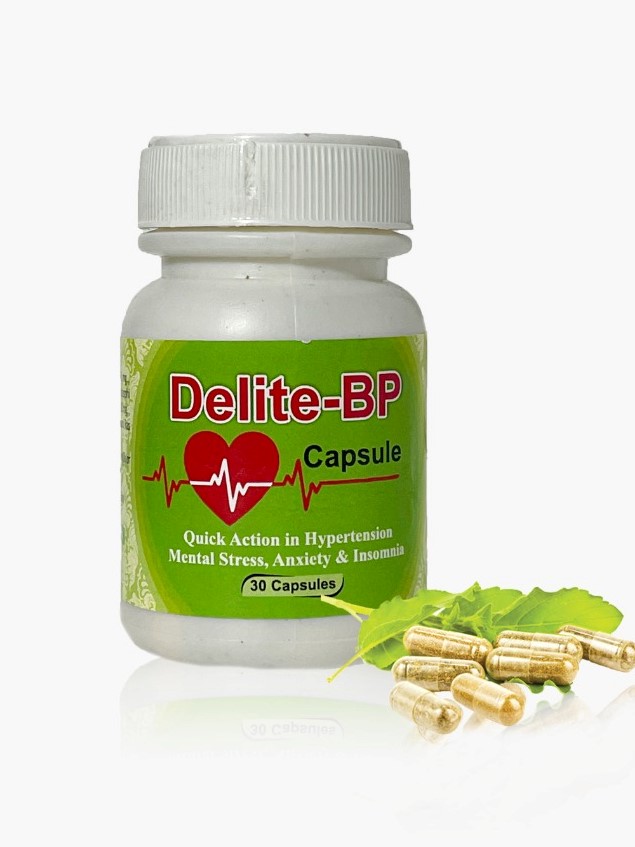 Delite-BP
Capsule
Quick Action in Hypertension
Mental Stress, Anxiety & Insomnia
30 Capsules